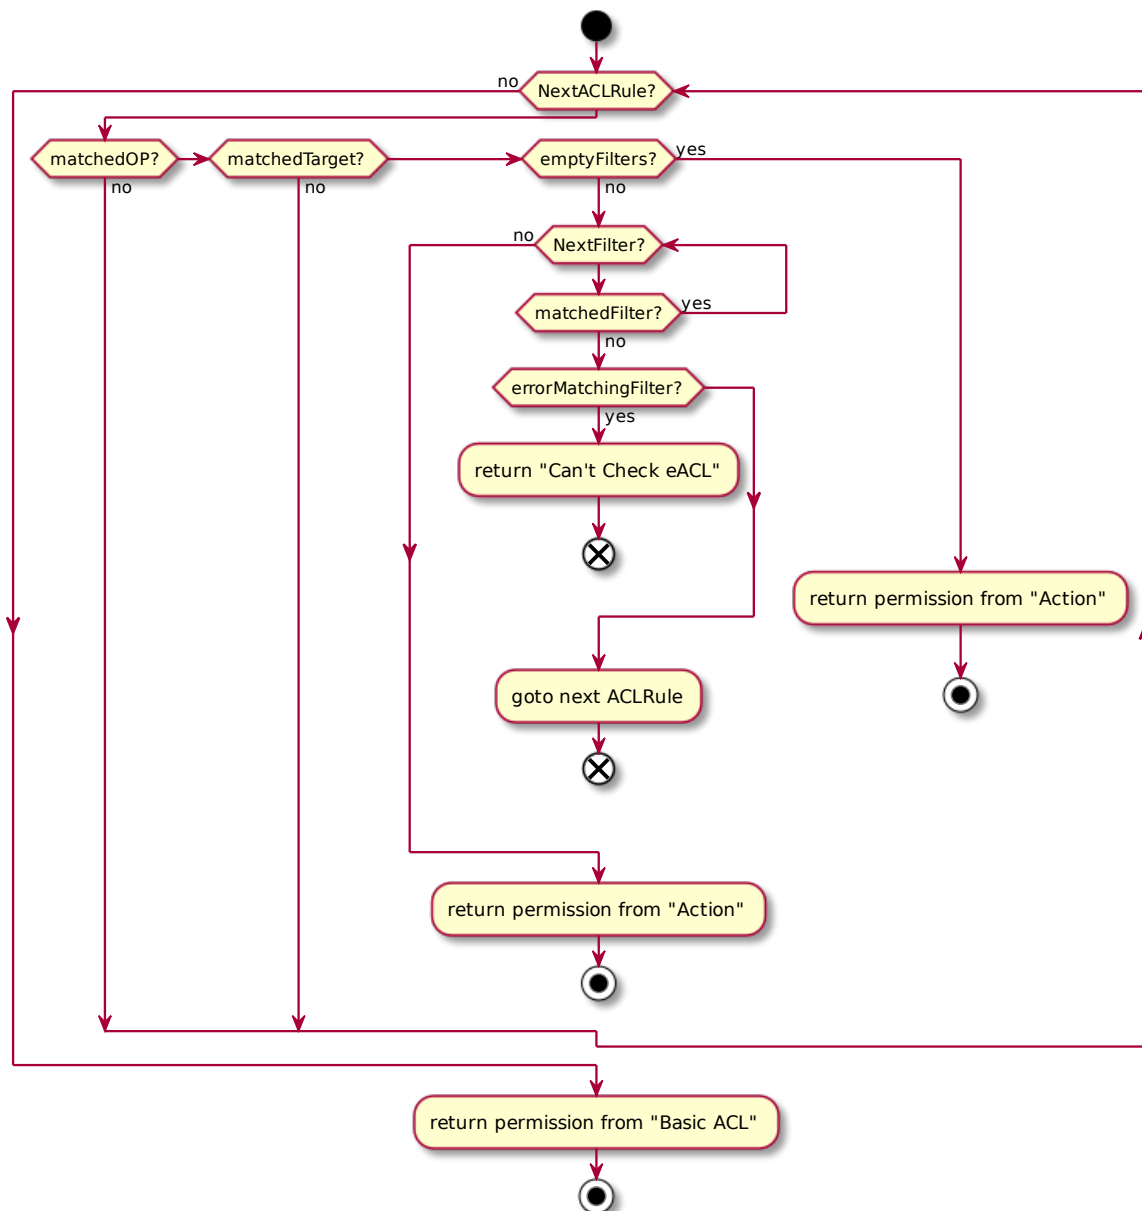 no
NextACLRule?
matchedOP?
matchedTarget?
emptyFilters?
yes
no
no
no
no
NextFilter?
matchedFilter?
yes
no
errorMatchingFilter?
yes
return "Can't Check eACL"
return permission from "Action"
goto next ACLRule
return permission from "Action"
return permission from "Basic ACL"